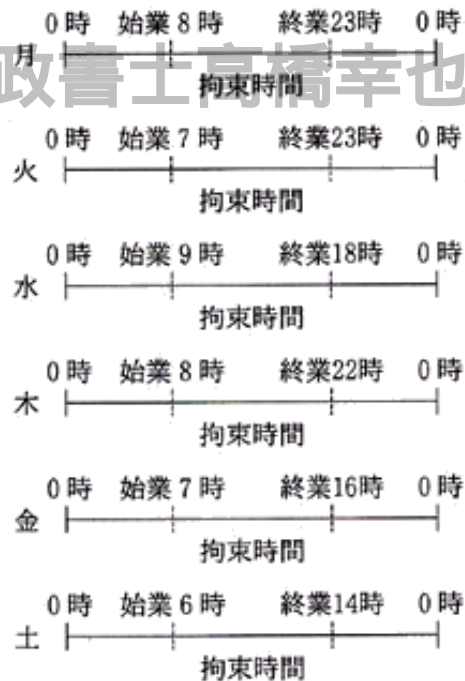 0時 始業8時 終業23時 0時
月
政書士高橋幸也
拘束時間
0時 始業7時 終業23時 0時
火
拘束時間
0時 始業9時 終業18時 0時
水
拘束時間
0時 始業8時 終業22時 0時
木
拘束時間
0時 始業7時 終業16時 0時
金
拘束時間
0時 始業6時 終業14時 0時
土
拘束時間